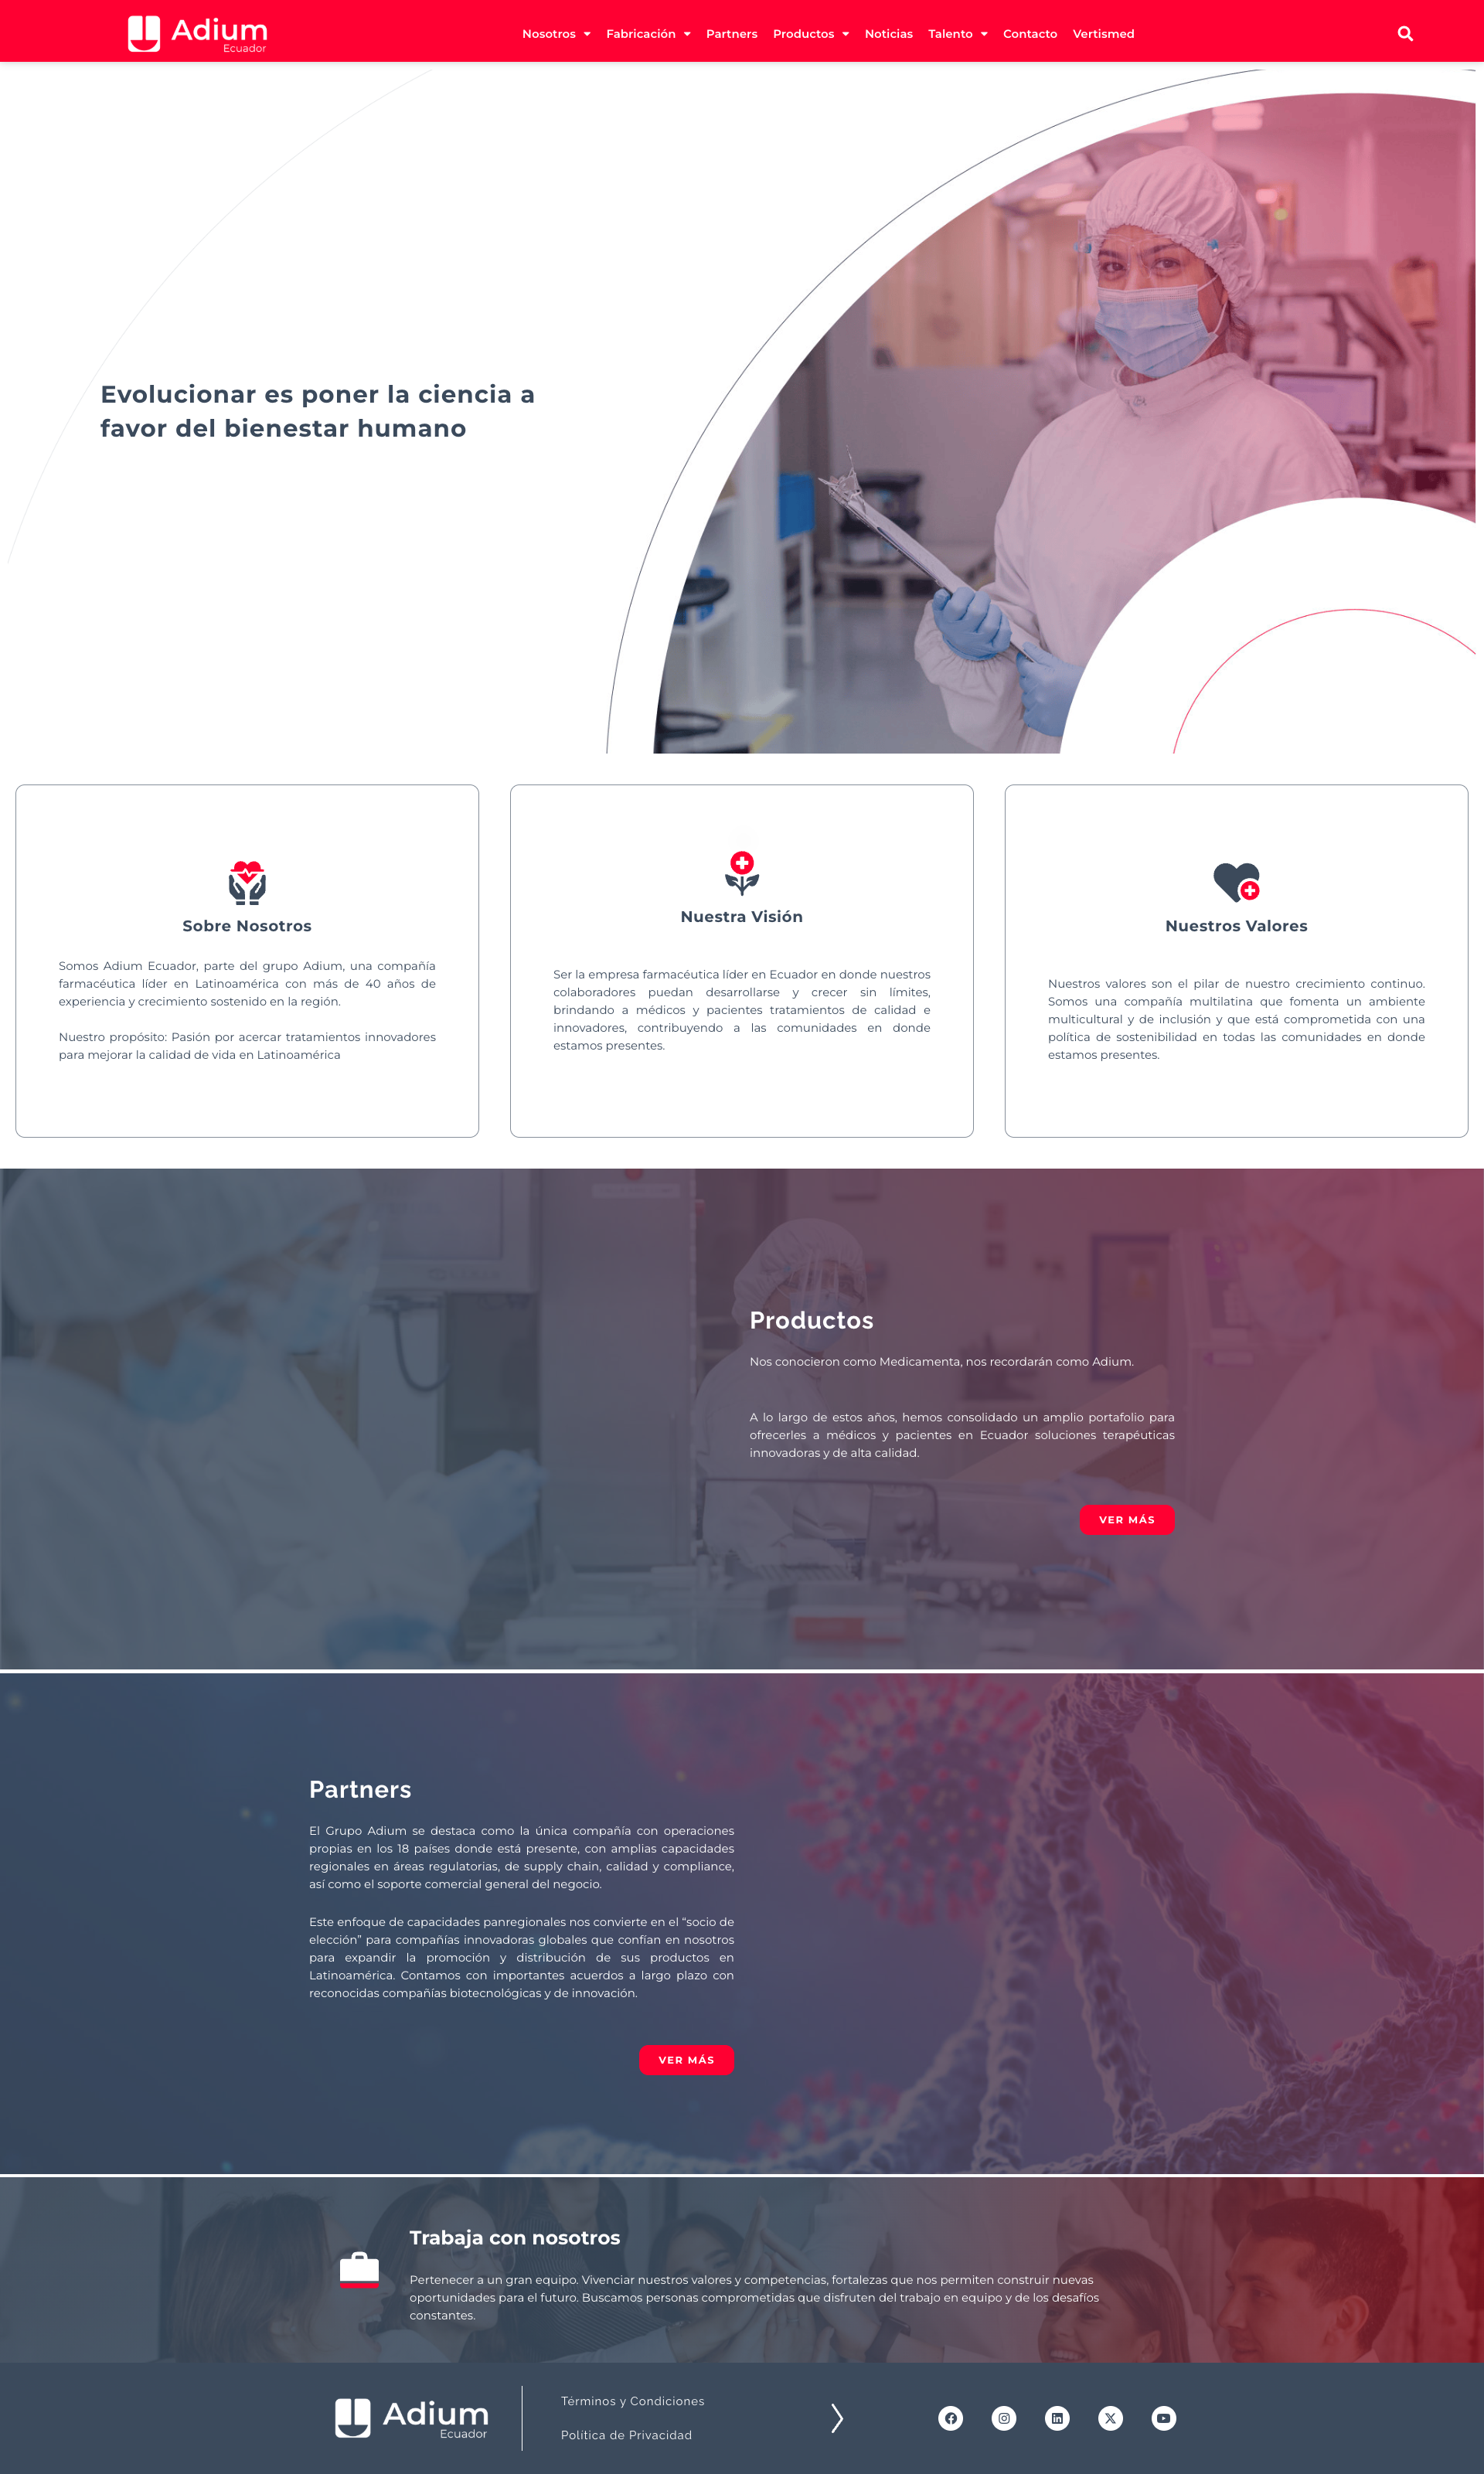 Adium
Ecuador
Nosotros
Fabricación
Partners
Productos
Noticias
Talento
Contacto
Vertismed
Evolucionar es poner la ciencia a
favor del bienestar humano
Sobre Nosotros
Somos Adium Ecuador, parte del grupo Adium, una compañía
farmacéutica líder en Latinoamérica con más de 40 años de
experiencia y crecimiento sostenido en la región.
Nuestro propósito: Pasión por acercar tratamientos innovadores
para mejorar la calidad de vida en Latinoamérica
Nuestra Visión
Ser la empresa farmacéutica líder en Ecuador en donde nuestros
colaboradores puedan desarrollarse y crecer sin límites,
brindando a médicos y pacientes tratamientos de calidad e
innovadores, contribuyendo a las comunidades en donde
estamos presentes.
Nuestros Valores
Nuestros valores son el pilar de nuestro crecimiento continuo.
Somos una compañía multilatina que fomenta un ambiente
multicultural y de inclusión y que está comprometida con una
política de sostenibilidad en todas las comunidades en donde
estamos presentes.
Productos
Nos conocieron como Medicamenta, nos recordarán como Adium.
A lo largo de estos años, hemos consolidado un amplio portafolio para
ofrecerles a médicos y pacientes en Ecuador soluciones terapéuticas
innovadoras y de alta calidad.
VER MÁS
Partners
El Grupo Adium se destaca como la única compañía con operaciones
propias en los 18 países donde está presente, con amplias capacidades
regionales en áreas regulatorias, de supply chain, calidad y compliance,
así como el soporte comercial general del negocio.
Este enfoque de capacidades panregionales nos convierte en el “socio de
elección” para compañías innovadoras globales que confían en nosotros
para expandir la promoción y distribución de sus productos en
Latinoamérica. Contamos con importantes acuerdos a largo plazo con
reconocidas compañías biotecnológicas y de innovación.
VER MÁS
Trabaja con nosotros
Pertenecer a un gran equipo. Vivenciar nuestros valores y competencias, fortalezas que nos permiten construir nuevas
oportunidades para el futuro. Buscamos personas comprometidas que disfruten del trabajo en equipo y de los desafíos
constantes.
Adium
Ecuador
Términos y Condiciones
Política de Privacidad